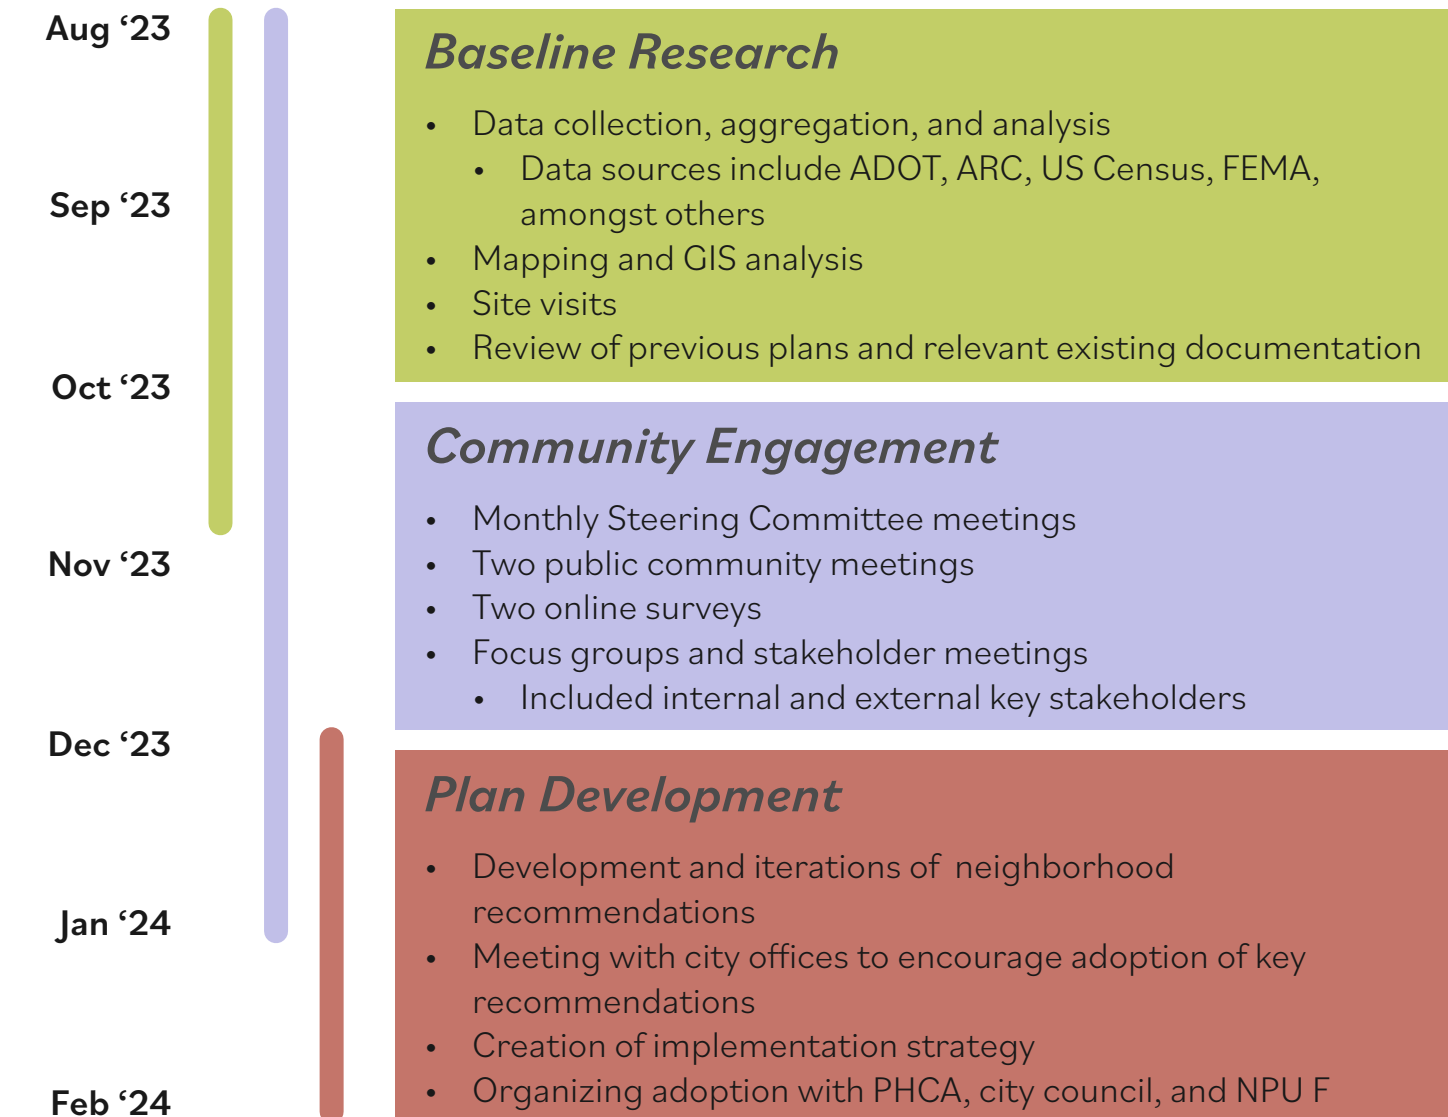 Aug ‘23
Sep ‘23
Oct ‘23
Nov ‘23
Dec ‘23
Jan ‘24
Feb ‘24
Baseline Research
• Data collection, aggregation, and analysis
• Data sources include ADOT, ARC, US Census, FEMA,
amongst others
• Mapping and GIS analysis
• Site visits
• Review of previous plans and relevant existing documentation
Community Engagement
• Monthly Steering Committee meetings
• Two public community meetings
• Two online surveys
• Focus groups and stakeholder meetings
• Included internal and external key stakeholders
Plan Development
• Development and iterations of neighborhood
recommendations
• Meeting with city offices to encourage adoption of key
recommendations
• Creation of implementation strategy
• Organizing adoption with PHCA, city council, and NPU F